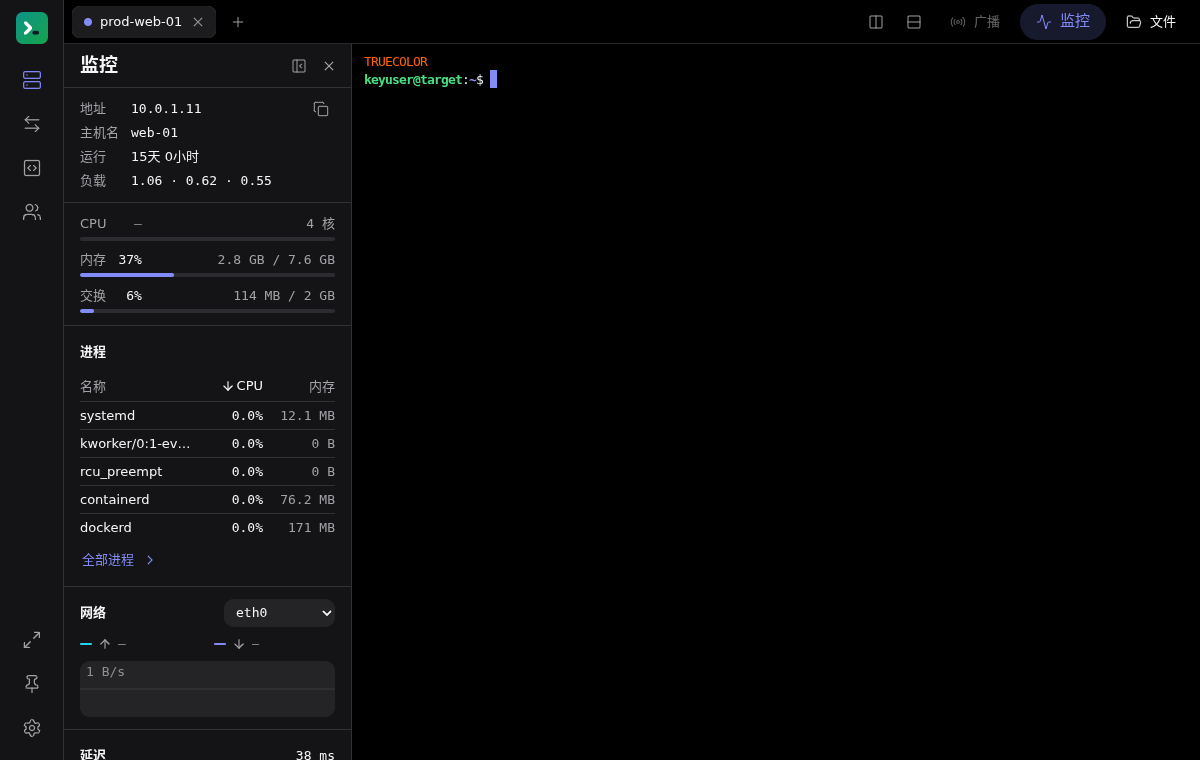 prod-web-01
广播
监控
文件
监控
地址 10.0.1.11
主机名 web-01
运行 15天 0小时
负载 1.06 · 0.62 · 0.55
CPU — 4 核
内存 37% 2.8 GB / 7.6 GB
交换 6% 114 MB / 2 GB
进程
名称 CPU 内存
systemd 0.0% 12.1 MB
kworker/0:1-ev… 0.0% 0 B
rcu_preempt 0.0% 0 B
containerd 0.0% 76.2 MB
dockerd 0.0% 171 MB
全部进程
网络 eth0
↑ — ↓ —
1 B/s
延迟 38 ms
TRUECOLOR
keyuser@target:~$